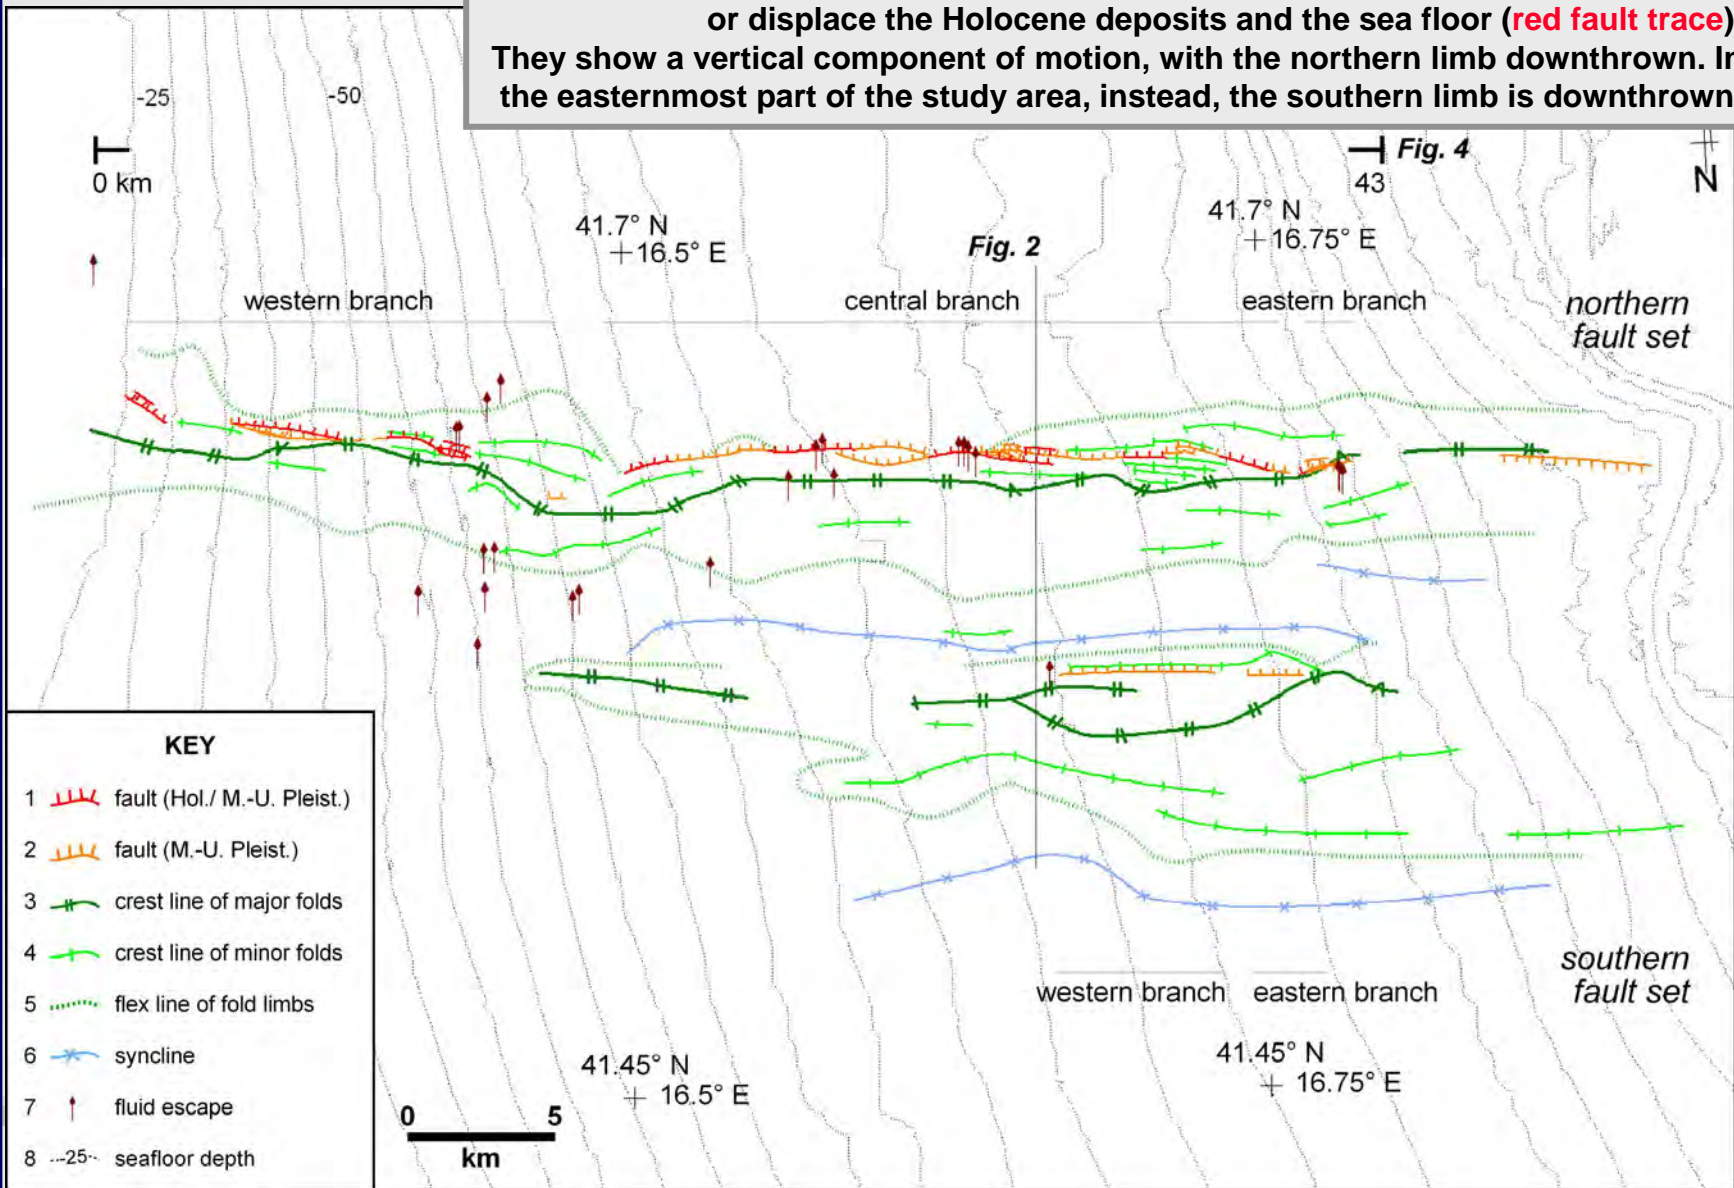 or displace the Holocene deposits and the sea floor (red fault trace)
They show a vertical component of motion, with the northern limb downthrown.
the easternmost part of the study area, instead, the southern limb is downthrown
-25
-50
0 km
Fig. 4
43
N
41.7° N
16.5° E
41.7° N
16.75° E
Fig. 2
western branch
central branch
eastern branch
northern
fault set
KEY
1 fault (Hol./ M.-U. Pleist.)
2 fault (M.-U. Pleist.)
3 crest line of major folds
4 crest line of minor folds
5 flex line of fold limbs
6 syncline
7 fluid escape
8 -25- seafloor depth
southern
fault set
western branch
eastern branch
41.45° N
16.5° E
41.45° N
16.75° E
0
5
km